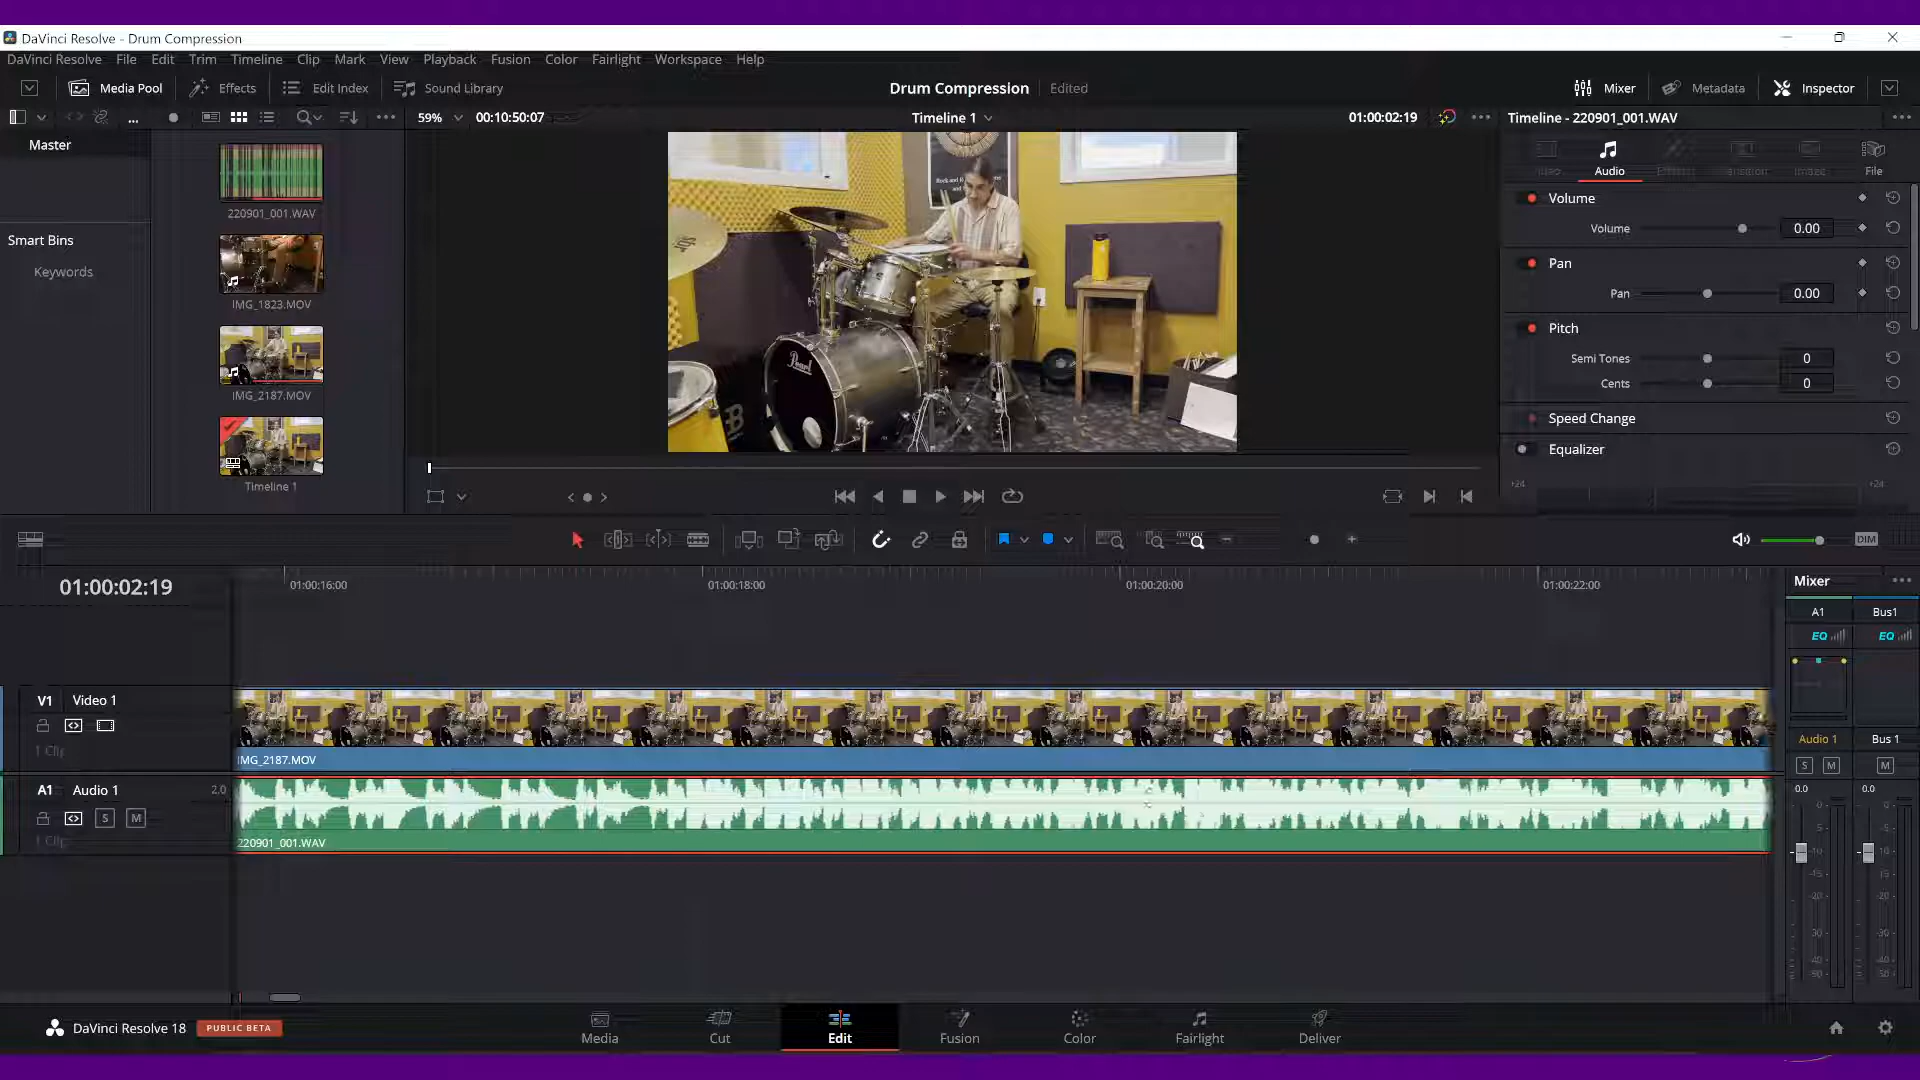 DaVinci Resolve - Drum Compression
DaVinci Resolve File Edit Trim Timeline Clip Mark View Playback Fusion Color Fairlight Workspace Help
Media Pool Effects Edit Index Sound Library Drum Compression Edited Mixer Metadata Inspector
59% 00:10:50:07 Timeline 1 01:00:02:19 Timeline - 220901_001.WAV
Master
Audio File
220901_001.WAV
Volume
Volume 0.00
Smart Bins
Keywords
IMG_1823.MOV
Pan
Pan 0.00
Pitch
Semi Tones 0
Cents 0
IMG_2187.MOV
Speed Change
Equalizer
Timeline 1
+24 +24
Pearl
DIM
01:00:02:19 01:00:16:00 01:00:18:00 01:00:20:00 01:00:22:00
Mixer
A1 Bus1
EQ EQ
V1 Video 1
1 Clip
IMG_2187.MOV
Audio 1 Bus 1
S M M
A1 Audio 1 2.0
S M
1 Clip
220901_001.WAV
0.0 0.0
DaVinci Resolve 18 PUBLIC BETA
Media Cut Edit Fusion Color Fairlight Deliver